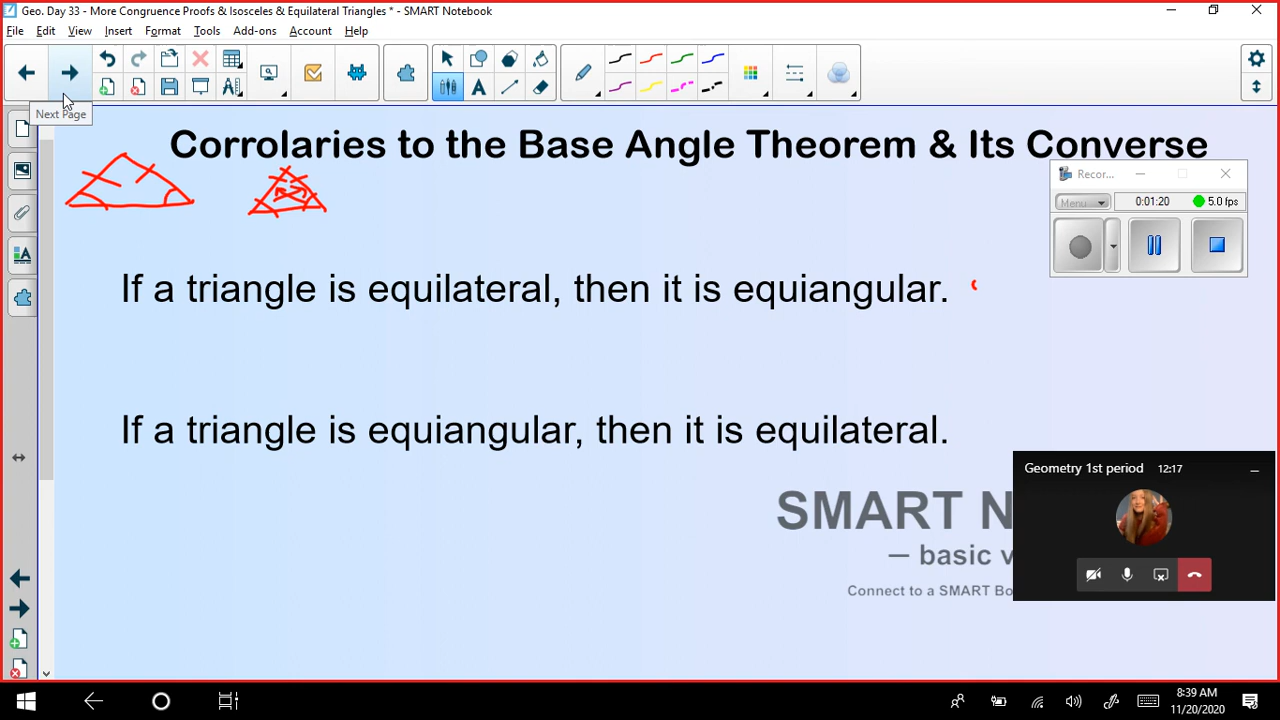 Geo. Day 33 - More Congruence Proofs & Isosceles & Equilateral Triangles * - SMART Notebook
File Edit View Insert Format Tools Add-ons Account Help
Next Page
Corrolaries to the Base Angle Theorem & Its Converse
Recor...
Menu
0:01:20
5.0 fps
If a triangle is equilateral, then it is equiangular.
If a triangle is equiangular, then it is equilateral.
Geometry 1st period 12:17
SMART N
— basic v
Connect to a SMART Bo
8:39 AM
11/20/2020